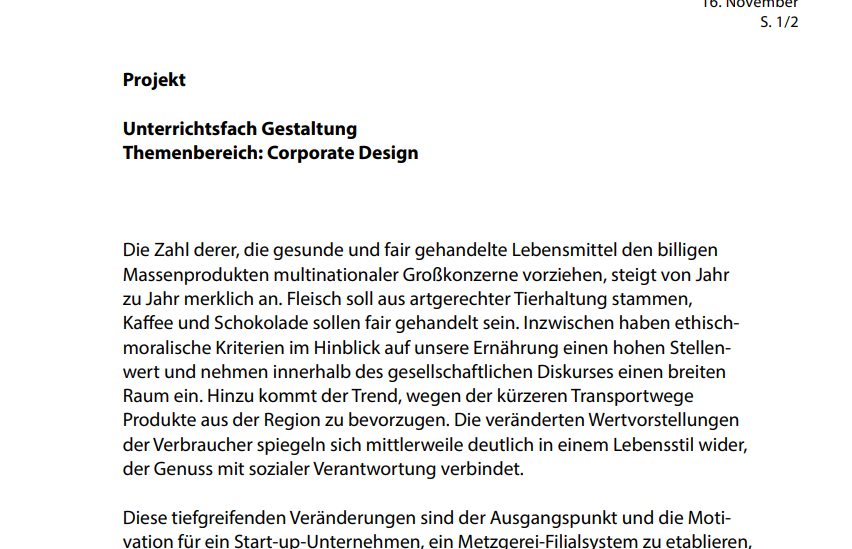 16. November
S. 1/2
Projekt
Unterrichtsfach Gestaltung
Themenbereich: Corporate Design
Die Zahl derer, die gesunde und fair gehandelte Lebensmittel den billigen
Massenprodukten multinationaler Großkonzerne vorziehen, steigt von Jahr
zu Jahr merklich an. Fleisch soll aus artgerechter Tierhaltung stammen,
Kaffee und Schokolade sollen fair gehandelt sein. Inzwischen haben ethisch-
moralische Kriterien im Hinblick auf unsere Ernährung einen hohen Stellen-
wert und nehmen innerhalb des gesellschaftlichen Diskurses einen breiten
Raum ein. Hinzu kommt der Trend, wegen der kürzeren Transportwege
Produkte aus der Region zu bevorzugen. Die veränderten Wertvorstellungen
der Verbraucher spiegeln sich mittlerweile deutlich in einem Lebensstil wider,
der Genuss mit sozialer Verantwortung verbindet.
Diese tiefgreifenden Veränderungen sind der Ausgangspunkt und die Moti-
vation für ein Start-up-Unternehmen, ein Metzgerei-Filialsystem zu etablieren,